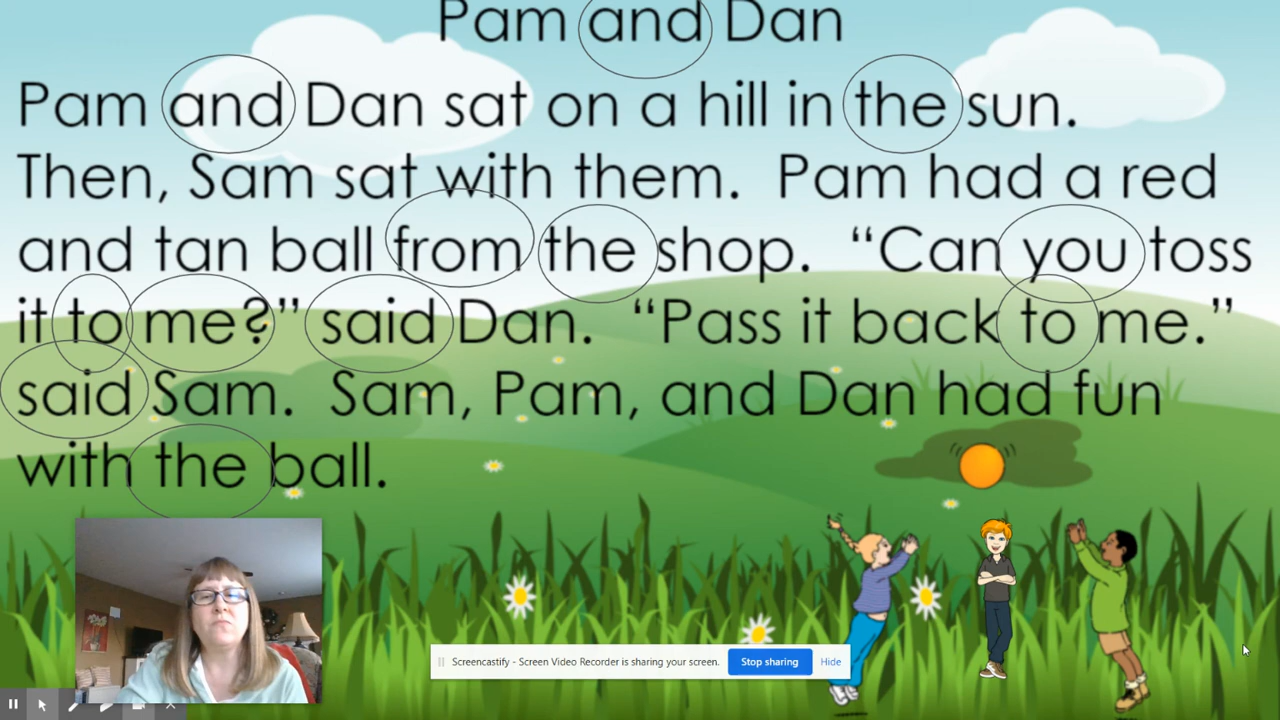 Pam and Dan
Pam and Dan sat on a hill in the sun.
Then, Sam sat with them. Pam had a red
and tan ball from the shop. “Can you toss
it to me?” said Dan. “Pass it back to me.”
said Sam. Sam, Pam, and Dan had fun
with the ball.
Screencastify - Screen Video Recorder is sharing your screen. Stop sharing Hide